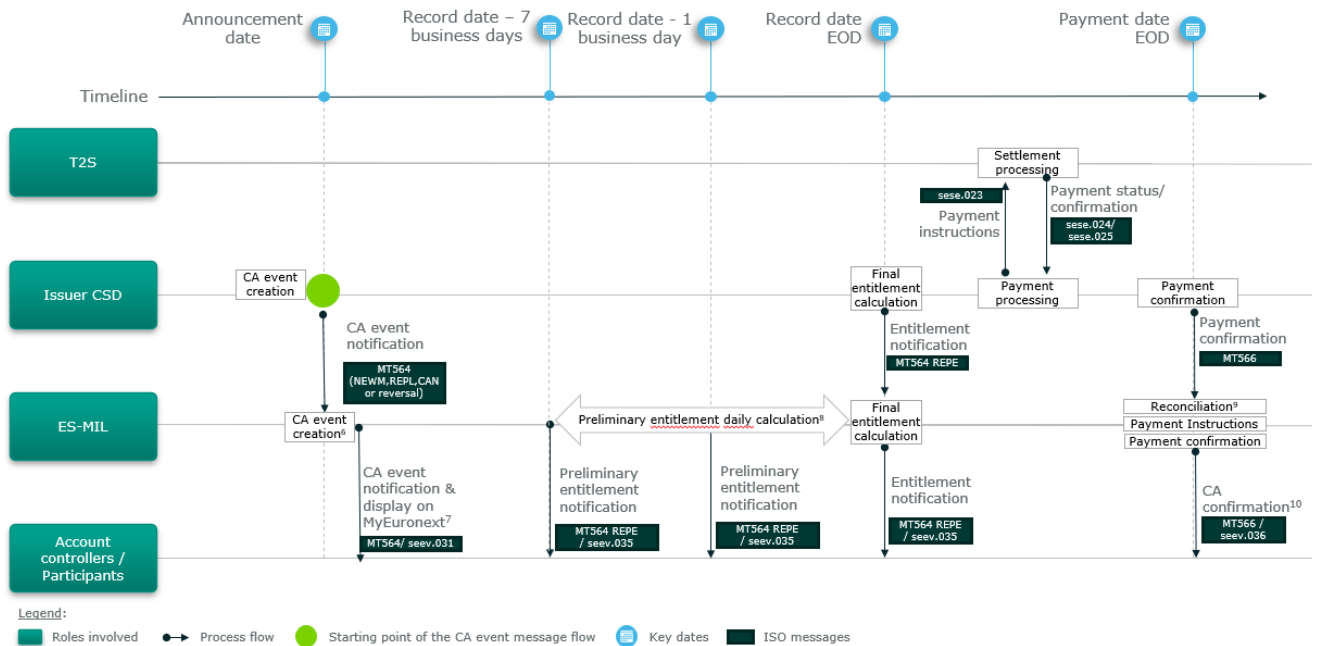 Announcement
date
Record date – 7
business days
Record date - 1
business day
Record date
EOD
Payment date
EOD
Timeline
T2S
Settlement
processing
sese.023
Payment
instructions
Payment status/
confirmation
sese.024/
sese.025
Issuer CSD
CA event
creation
Final
entitlement
calculation
Payment
processing
Payment
confirmation
CA event
notification
MT564
(NEWM,REPL,CAN
or reversal)
Entitlement
notification
MT564 REPE
Payment
confirmation
MT566
ES-MIL
CA event
creation⁶
Preliminary entitlement daily calculation⁸
Final
entitlement
calculation
Reconciliation⁹
Payment Instructions
Payment confirmation
CA event
notification &
display on
MyEuronext⁷
MT564/ seev.031
Preliminary
entitlement
notification
MT564 REPE
/ seev.035
Preliminary
entitlement
notification
MT564 REPE
/ seev.035
Entitlement
notification
MT564 REPE
/ seev.035
CA
confirmation¹⁰
MT566 /
seev.036
Account
controllers /
Participants
Legend:
Roles involved
Process flow
Starting point of the CA event message flow
Key dates
ISO messages